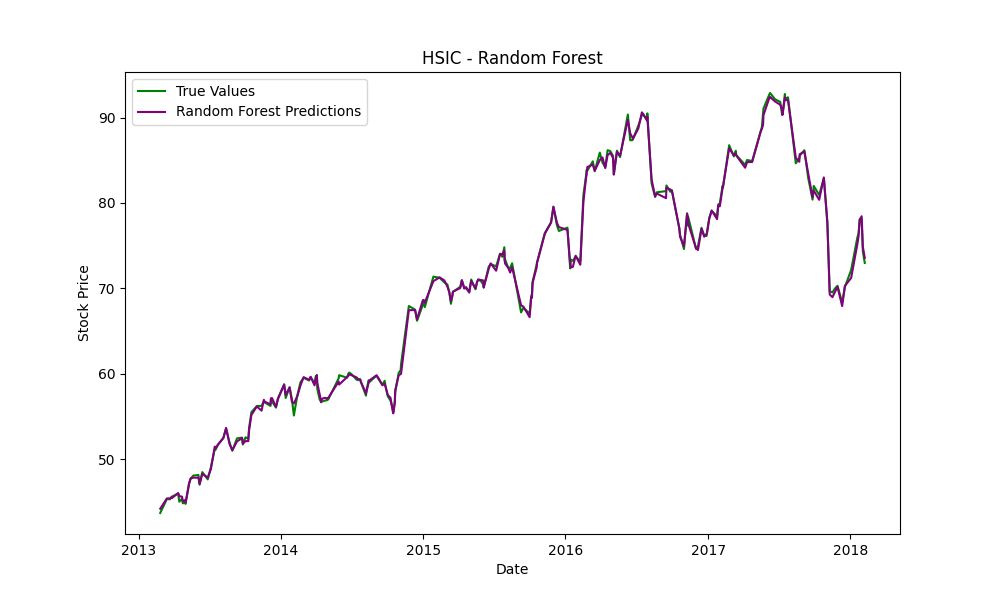 HSIC - Random Forest
True Values
Random Forest Predictions
90
80
70
60
50
Stock Price
2013 2014 2015 2016 2017 2018
Date